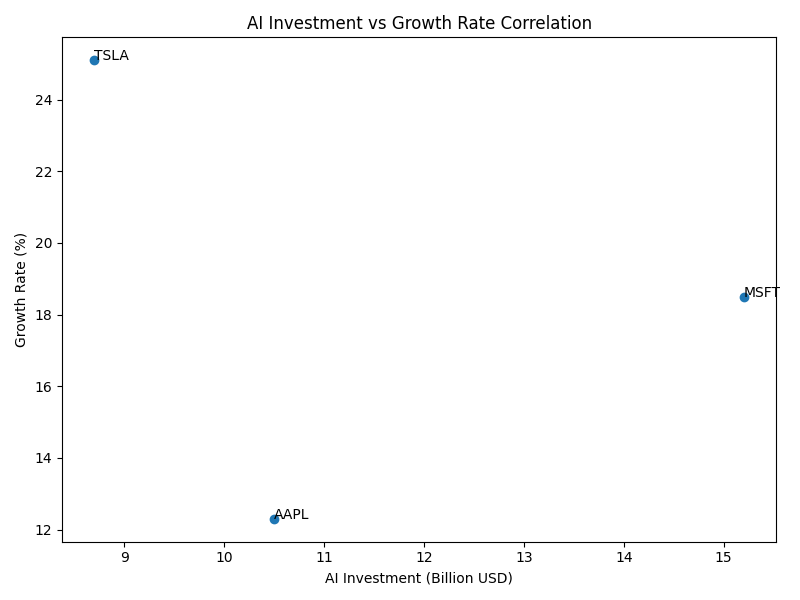 AI Investment vs Growth Rate Correlation
TSLA
24
22
20
MSFT
18
16
14
AAPL
12
Growth Rate (%)
9 10 11 12 13 14 15
AI Investment (Billion USD)